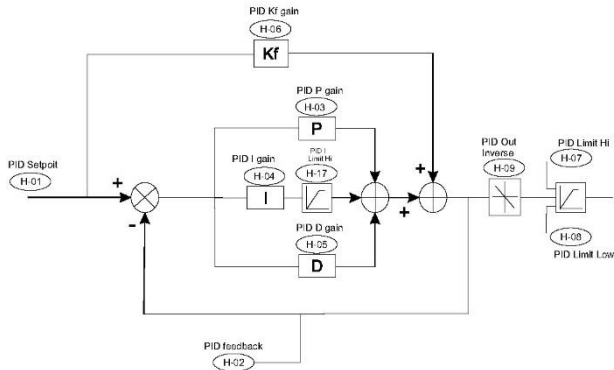 PID Kf gain
H-06
Kf
PID P gain
H-03
P
PID Setpoit
H-01
+
-
PID I gain
H-04
I
PID I
Limit Hi
H-17
+
+
PID D gain
H-05
D
PID Out
Inverse
H-09
PID Limit Hi
H-07
H-08
PID Limit Low
PID feedback
H-02